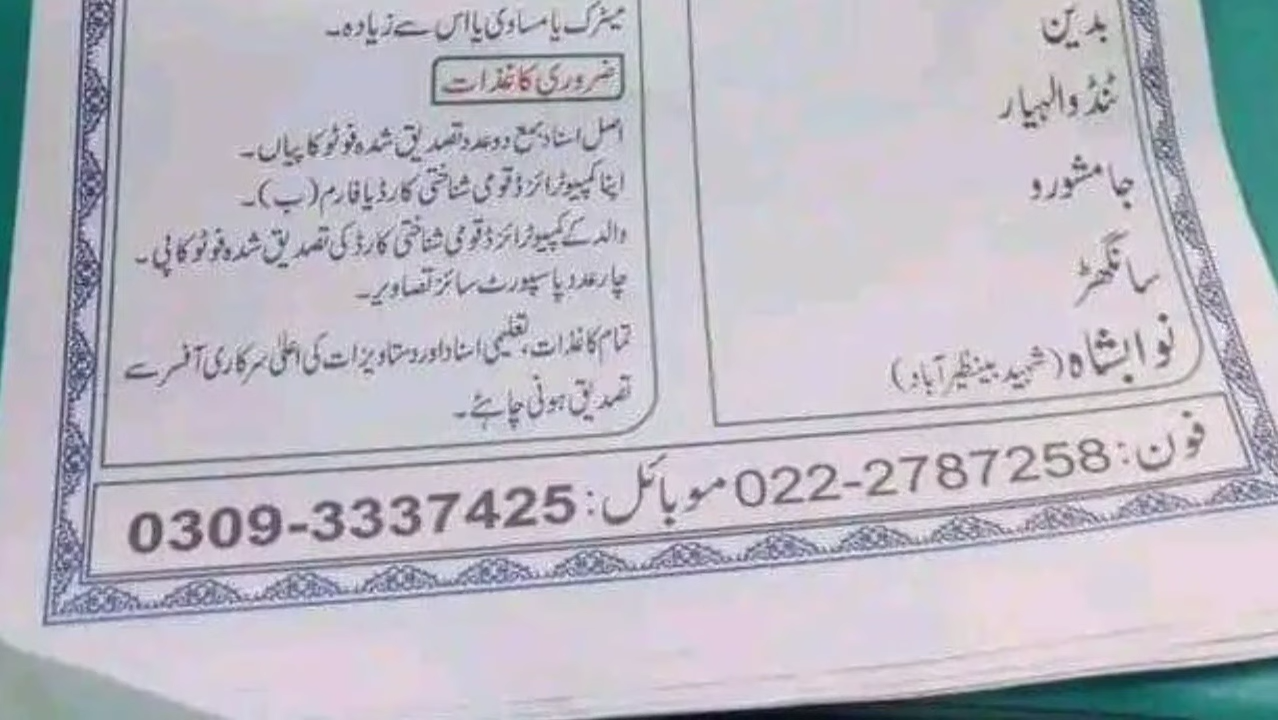 بدین
ٹنڈوالہیار
جامشورو
سانگھڑ
نوابشاہ (شہید بینظیر آباد)
میٹرک یا مساوی یا اس سے زیادہ۔
ضروری کاغذات
اصل اسناد بمع دو عدد تصدیق شدہ فوٹو کاپیاں۔
اپنا کمپیوٹرائزڈ قومی شناختی کارڈ یا فارم (ب)۔
والد کے کمپیوٹرائزڈ قومی شناختی کارڈ کی تصدیق شدہ فوٹو کاپی۔
چار عدد پاسپورٹ سائز تصاویر۔
تمام کاغذات، تعلیمی اسناد اور دستاویزات کی اعلیٰ سرکاری آفسر سے
تصدیق ہونی چاہئے۔
فون: 022-2787258 موبائل: 0309-3337425